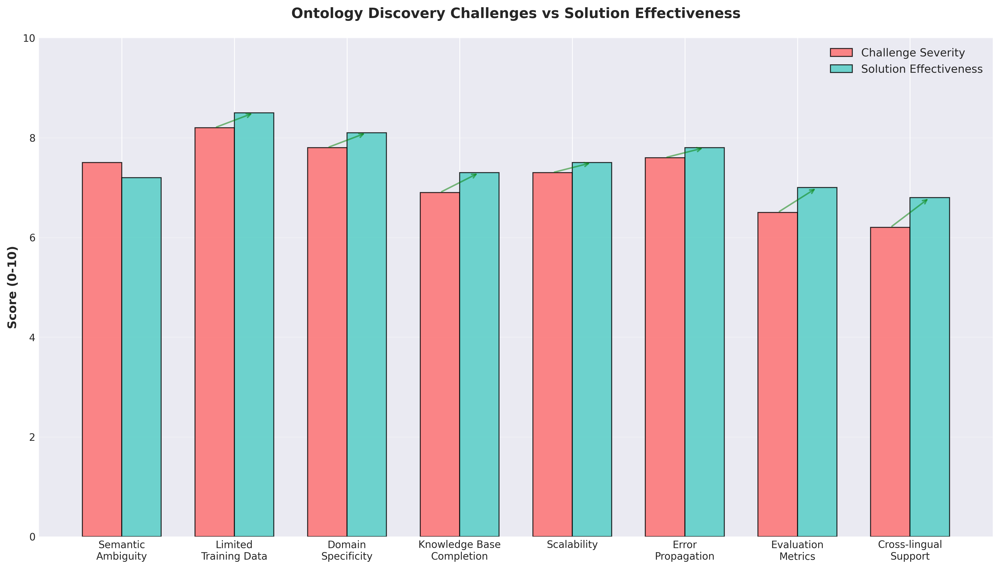 Ontology Discovery Challenges vs Solution Effectiveness
10
8
6
4
2
0
Score (0-10)
Challenge Severity
Solution Effectiveness
Semantic
Ambiguity
Limited
Training Data
Domain
Specificity
Knowledge Base
Completion
Scalability
Error
Propagation
Evaluation
Metrics
Cross-lingual
Support